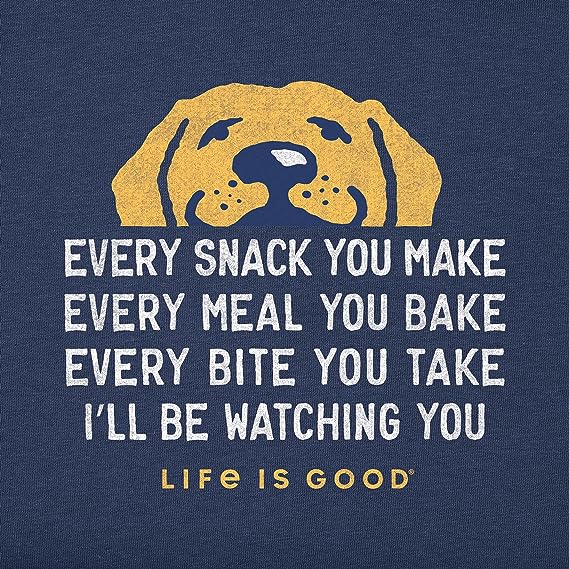 EVERY SNACK YOU MAKE
EVERY MEAL YOU BAKE
EVERY BITE YOU TAKE
I'LL BE WATCHING YOU
LIFe IS GOOD®